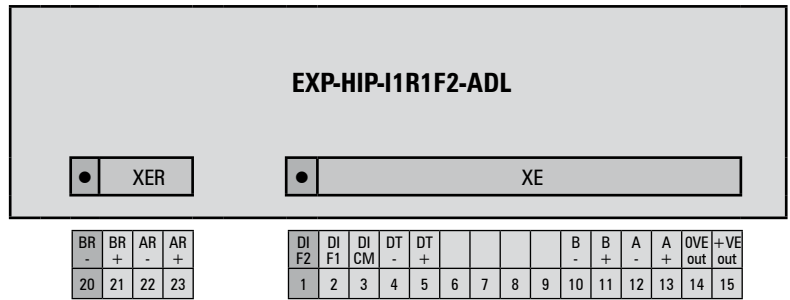 EXP-HIP-I1R1F2-ADL
XER XE
BR BR AR AR DI DI DI DT DT B B A A 0VE +VE
- + - + F2 F1 CM - + - + - + out out
20 21 22 23 1 2 3 4 5 6 7 8 9 10 11 12 13 14 15